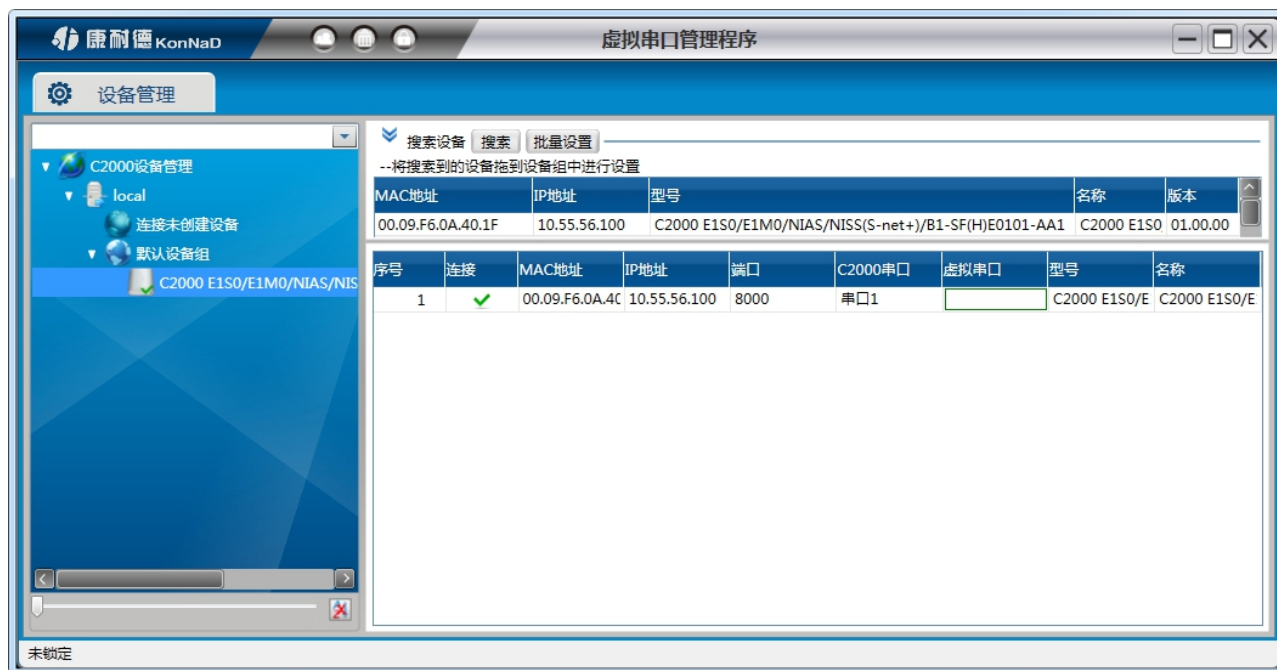 康耐德 KonNaD
虚拟串口管理程序
设备管理
C2000设备管理
local
连接未创建设备
默认设备组
C2000 E1S0/E1M0/NIAS/NIS
搜索设备 搜索 批量设置
--将搜索到的设备拖到设备组中进行设置
MAC地址 IP地址 型号 名称 版本
00.09.F6.0A.40.1F 10.55.56.100 C2000 E1S0/E1M0/NIAS/NISS(S-net+)/B1-SF(H)E0101-AA1 C2000 E1S0 01.00.00
序号 连接 MAC地址 IP地址 端口 C2000串口 虚拟串口 型号 名称
1 00.09.F6.0A.4C 10.55.56.100 8000 串口1 C2000 E1S0/E C2000 E1S0/E
未锁定